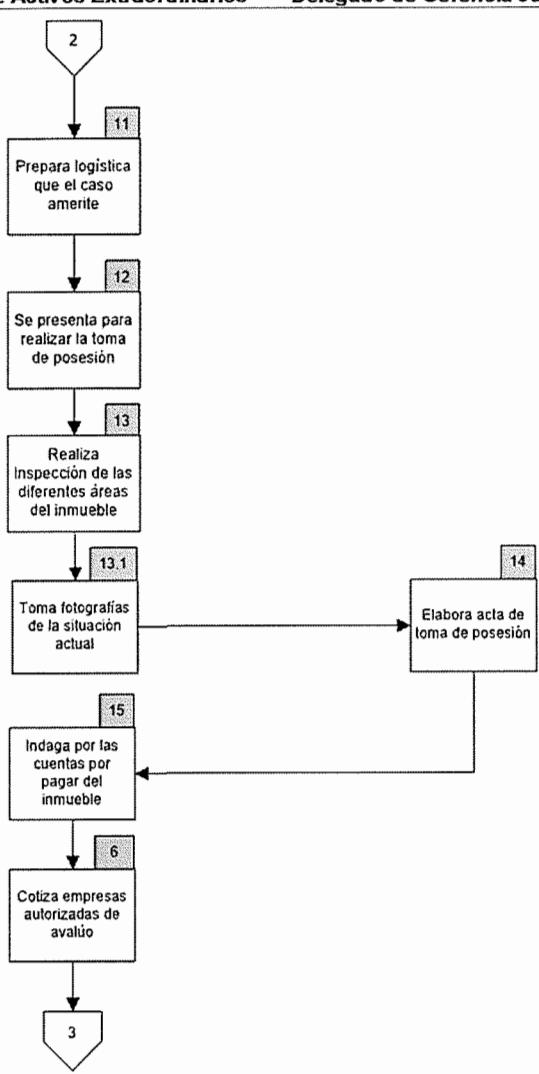 Activos Extraordinarios Delegado de Gerencia
2
11
Prepara logística
que el caso
amerite
12
Se presenta para
realizar la toma
de posesión
13
Realiza
Inspección de las
diferentes áreas
del inmueble
13.1
Toma fotografías
de la situación
actual
14
Elabora acta de
toma de posesión
15
Indaga por las
cuentas por
pagar del
inmueble
6
Cotiza empresas
autorizadas de
avalúo
3